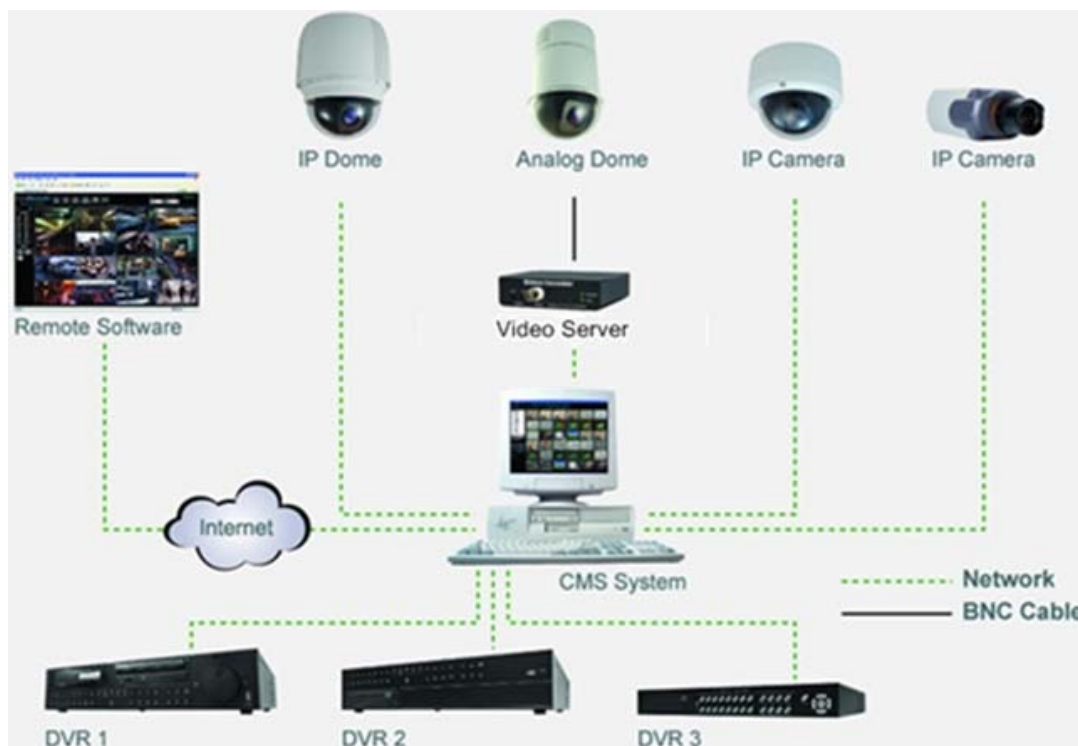 IP Dome
Analog Dome
IP Camera
IP Camera
Remote Software
Video Server
Internet
CMS System
Network
BNC Cable
DVR 1
DVR 2
DVR 3